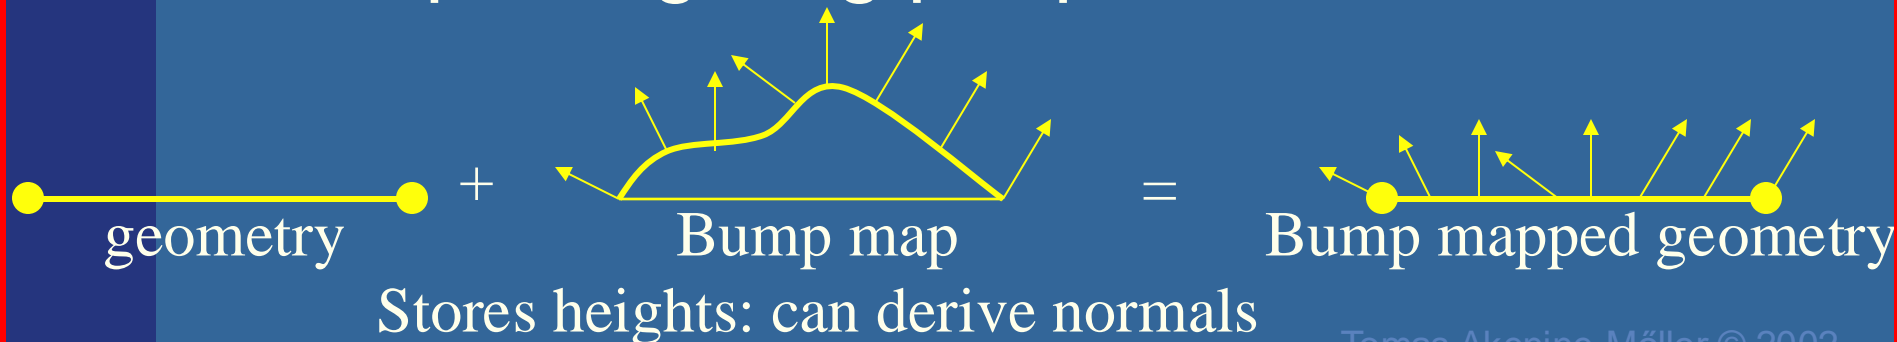 + =
geometry Bump map Bump mapped geometry
Stores heights: can derive normals